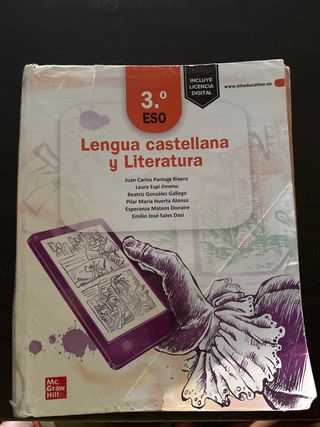 INCLUYE
LICENCIA
DIGITAL
www.mheducation.es
3.º
ESO
Lengua castellana
y Literatura
Juan Carlos Pantoja Rivero
Laura Espí Jimeno
Beatriz González Gallego
Pilar María Huerta Alonso
Esperanza Mateos Donaire
Emilio José Sales Dasí
Mc
Graw
Hill